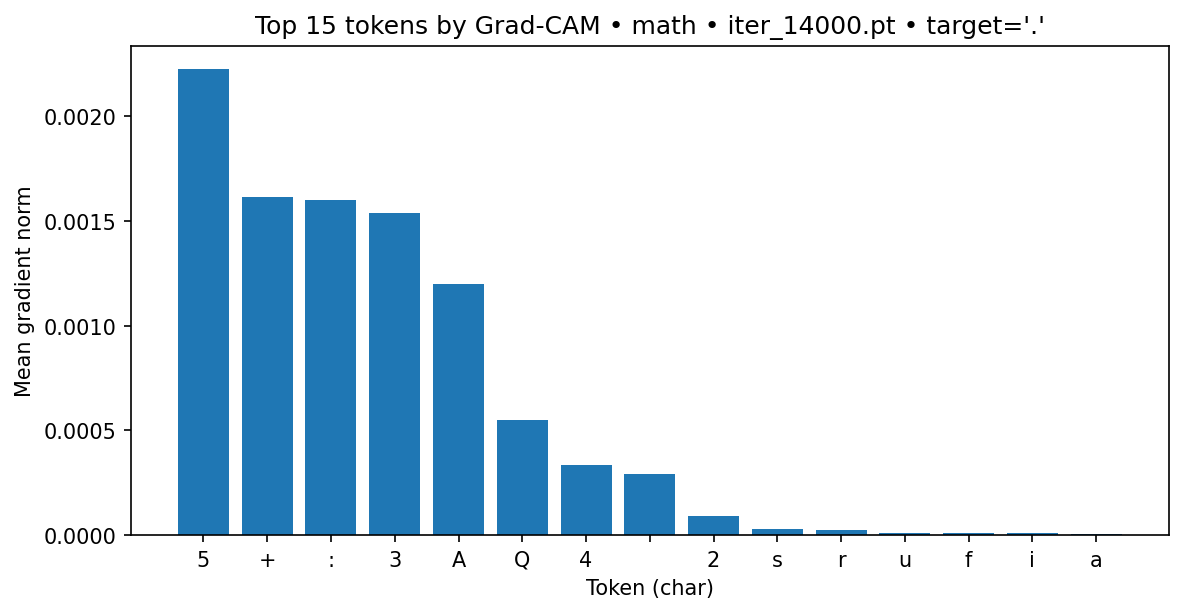 Top 15 tokens by Grad-CAM • math • iter_14000.pt • target='.'
Mean gradient norm
0.0020
0.0015
0.0010
0.0005
0.0000
5 + : 3 A Q 4 2 s r u f i a
Token (char)